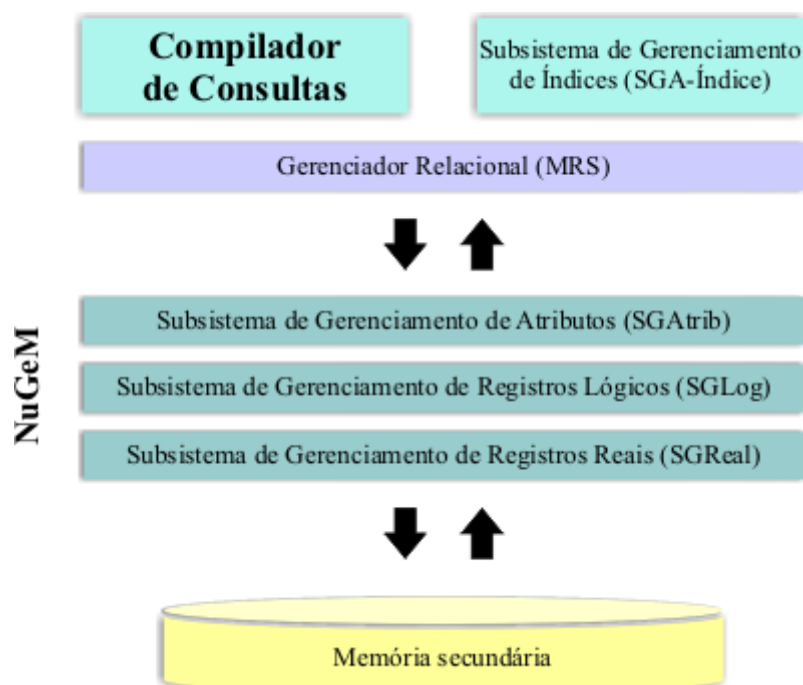 Compilador
de Consultas
Subsistema de Gerenciamento
de Índices (SGA-Índice)
Gerenciador Relacional (MRS)
NuGeM
Subsistema de Gerenciamento de Atributos (SGAtrib)
Subsistema de Gerenciamento de Registros Lógicos (SGLog)
Subsistema de Gerenciamento de Registros Reais (SGReal)
Memória secundária